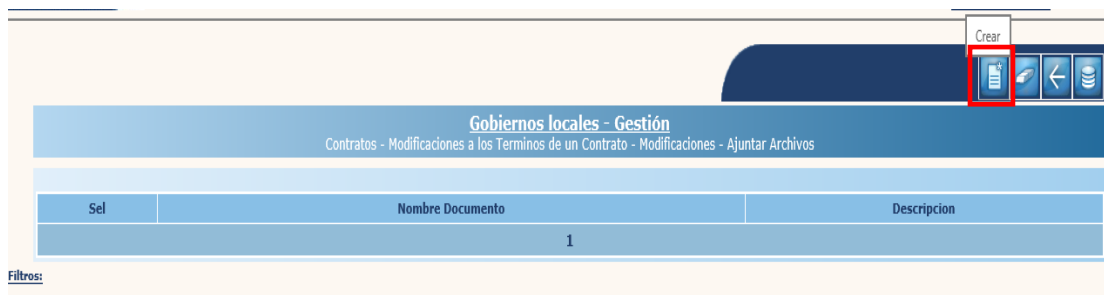 Crear
Gobiernos locales - Gestión
Contratos - Modificaciones a los Terminos de un Contrato - Modificaciones - Ajuntar Archivos
Sel Nombre Documento Descripcion
1
Filtros: